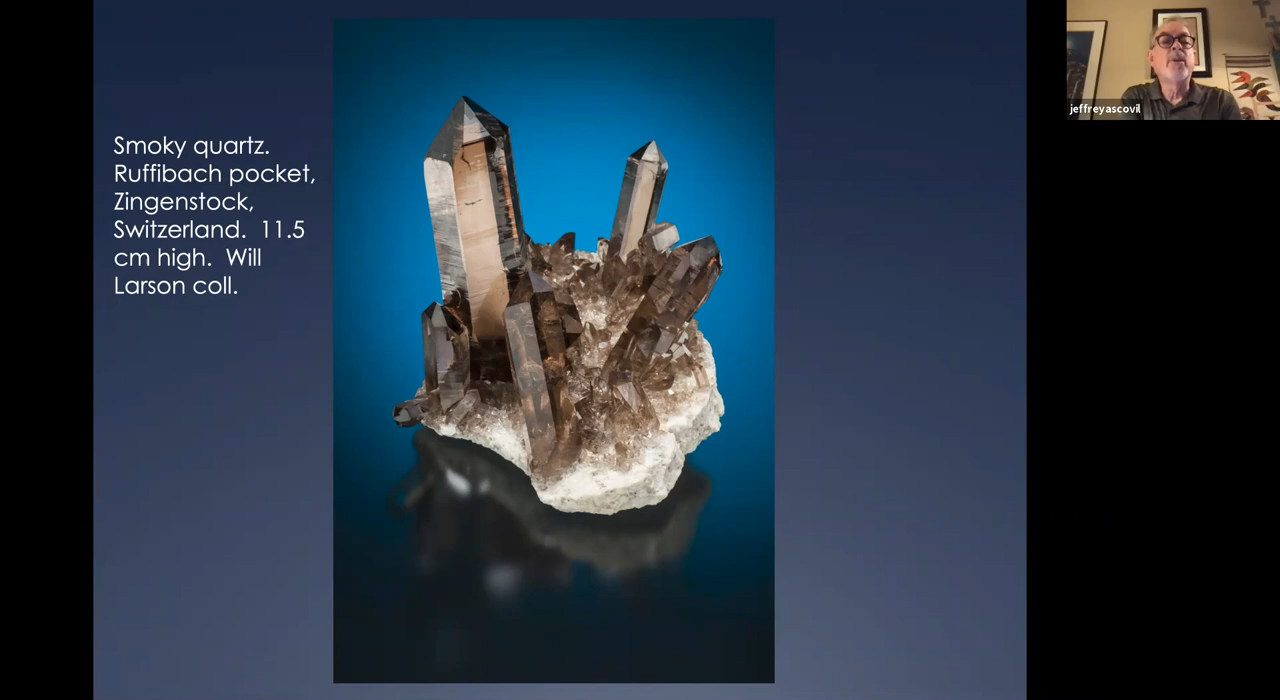 Smoky quartz.
Ruffibach pocket,
Zingenstock,
Switzerland.  11.5
cm high.  Will
Larson coll.
jeffreyascovil